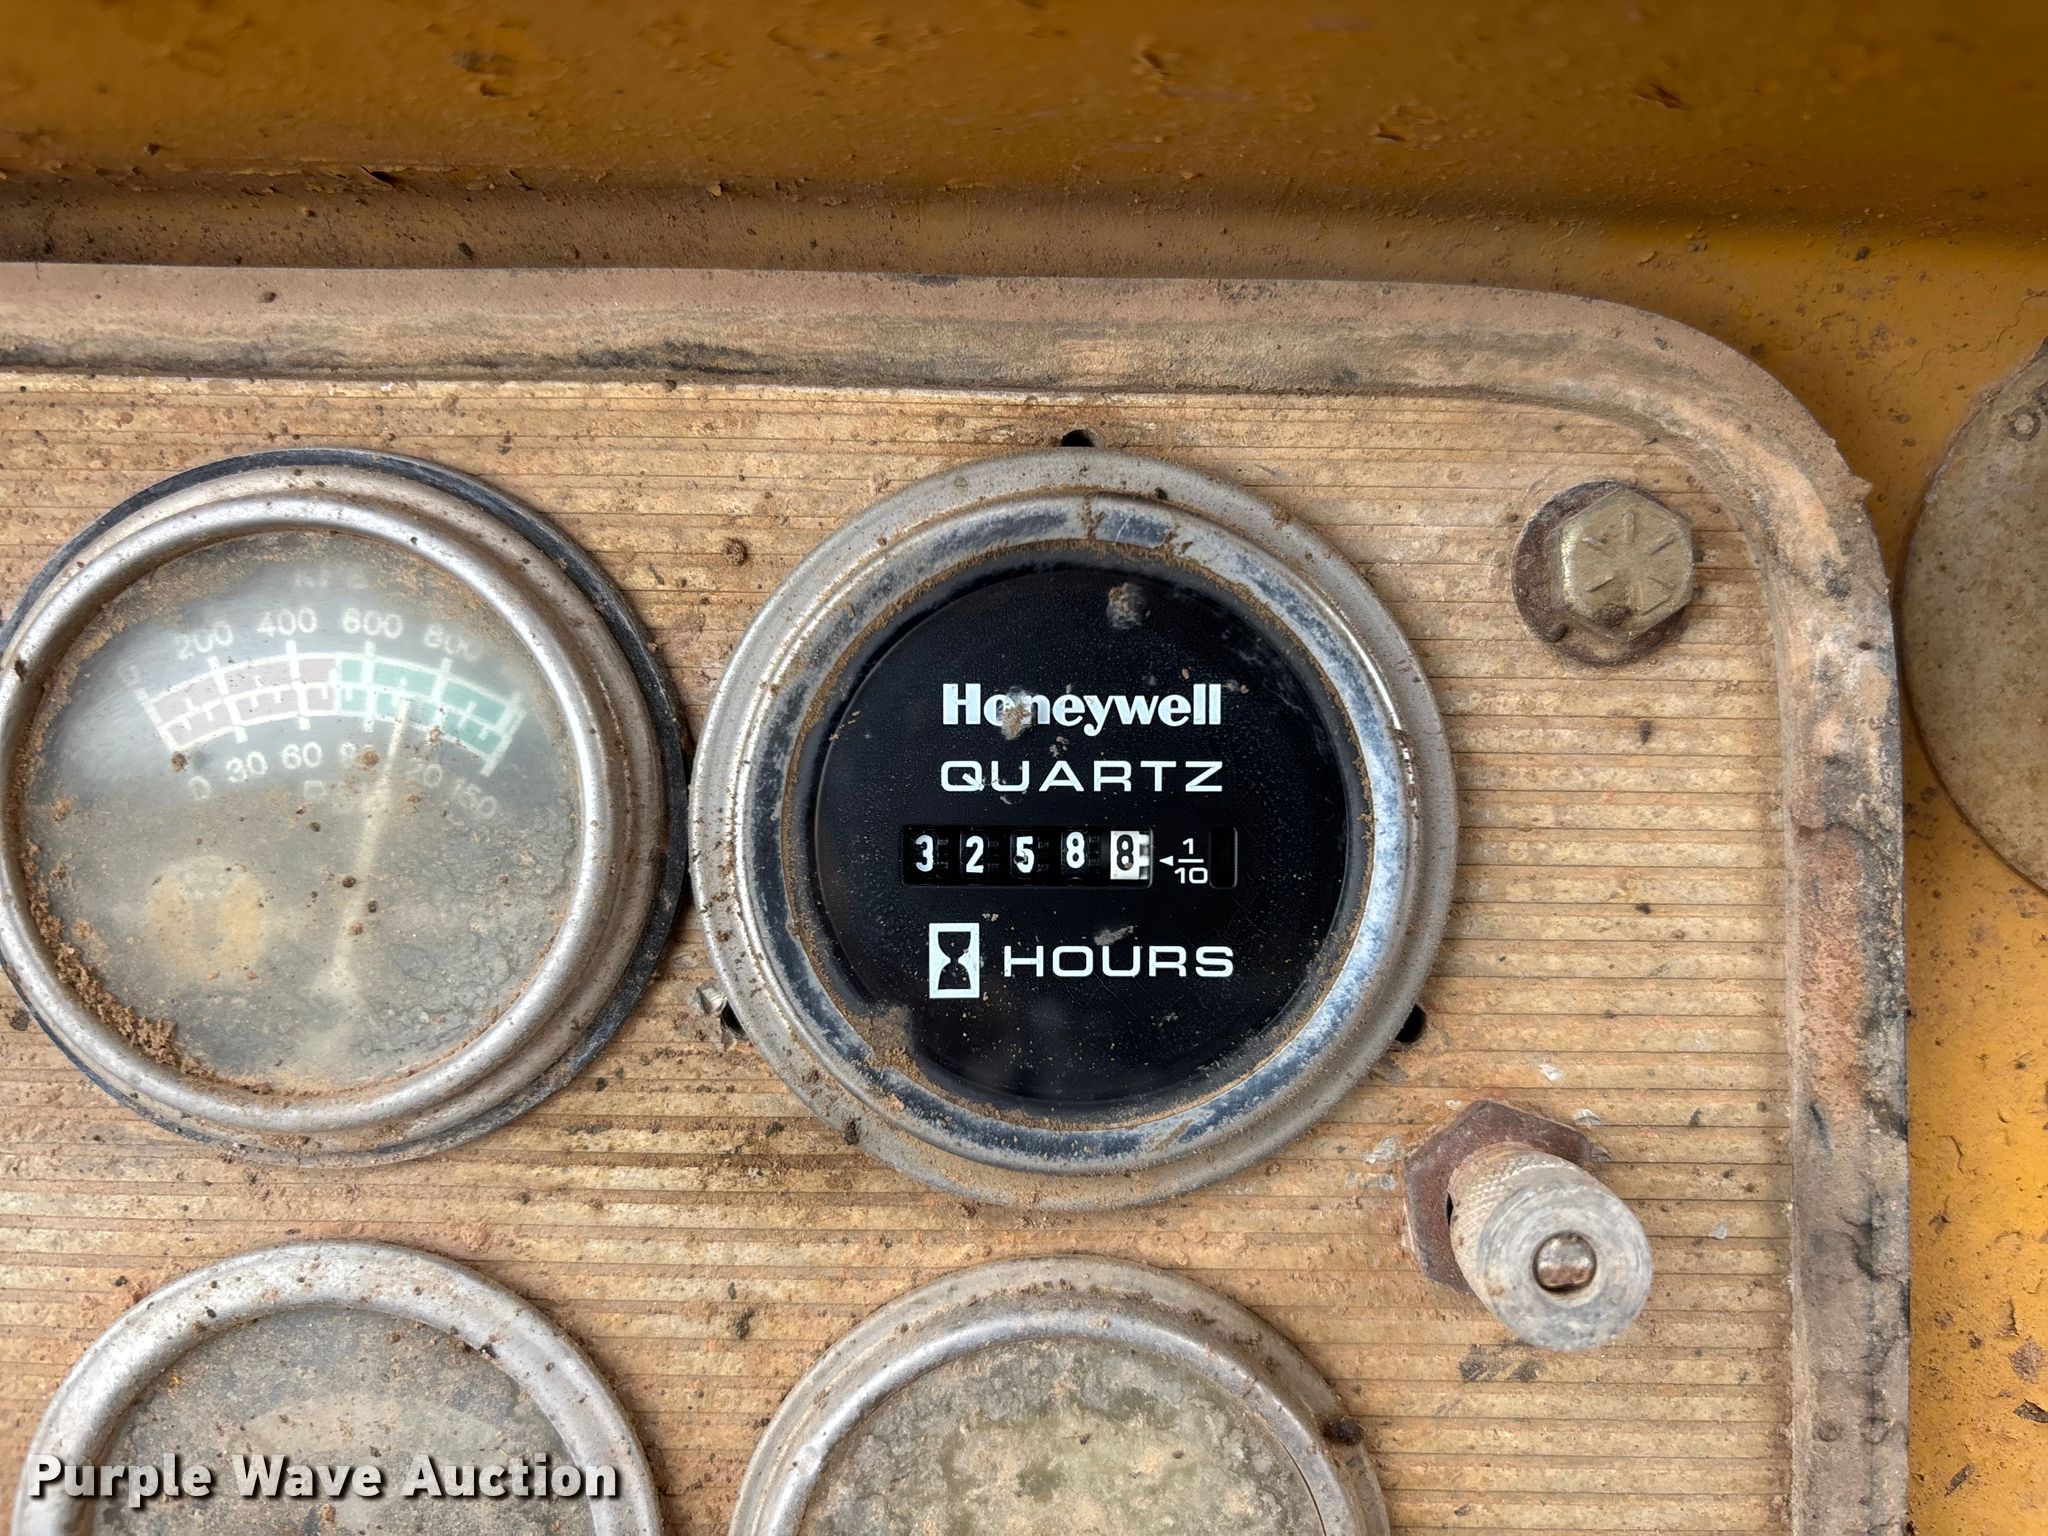 200 400 600 800
0 30 60 120 150
Honeywell
QUARTZ
3 2 5 8 8 1/10
HOURS
Purple Wave Auction